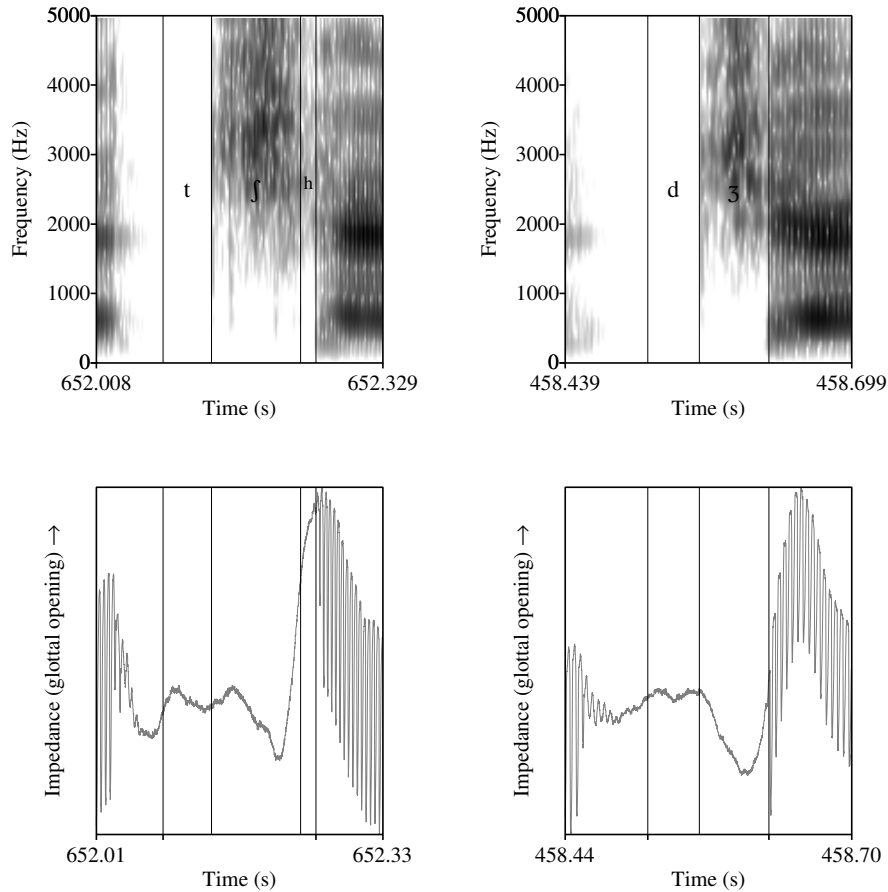 5000
4000
3000
2000
1000
0
Frequency (Hz)
t
ʃ
h
652.008
652.329
Time (s)
5000
4000
3000
2000
1000
0
Frequency (Hz)
d
ʒ
458.439
458.699
Time (s)
Impedance (glottal opening) →
652.01
652.33
Time (s)
Impedance (glottal opening) →
458.44
458.70
Time (s)